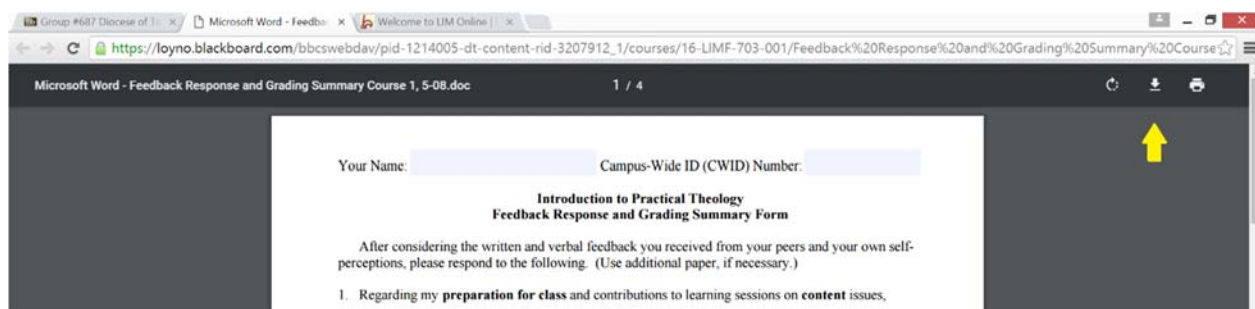 Group #687 Diocese of
Microsoft Word - Feedba
Welcome to LIM Online |
https://loyno.blackboard.com/bbcswebdav/pid-1214005-dt-content-rid-3207912_1/courses/16-LIMF-703-001/Feedback%20Response%20and%20Grading%20Summary%20Course
Microsoft Word - Feedback Response and Grading Summary Course 1, 5-08.doc
1 / 4
Your Name: Campus-Wide ID (CWID) Number:
Introduction to Practical Theology
Feedback Response and Grading Summary Form
After considering the written and verbal feedback you received from your peers and your own self-
perceptions, please respond to the following. (Use additional paper, if necessary.)
1. Regarding my preparation for class and contributions to learning sessions on content issues,